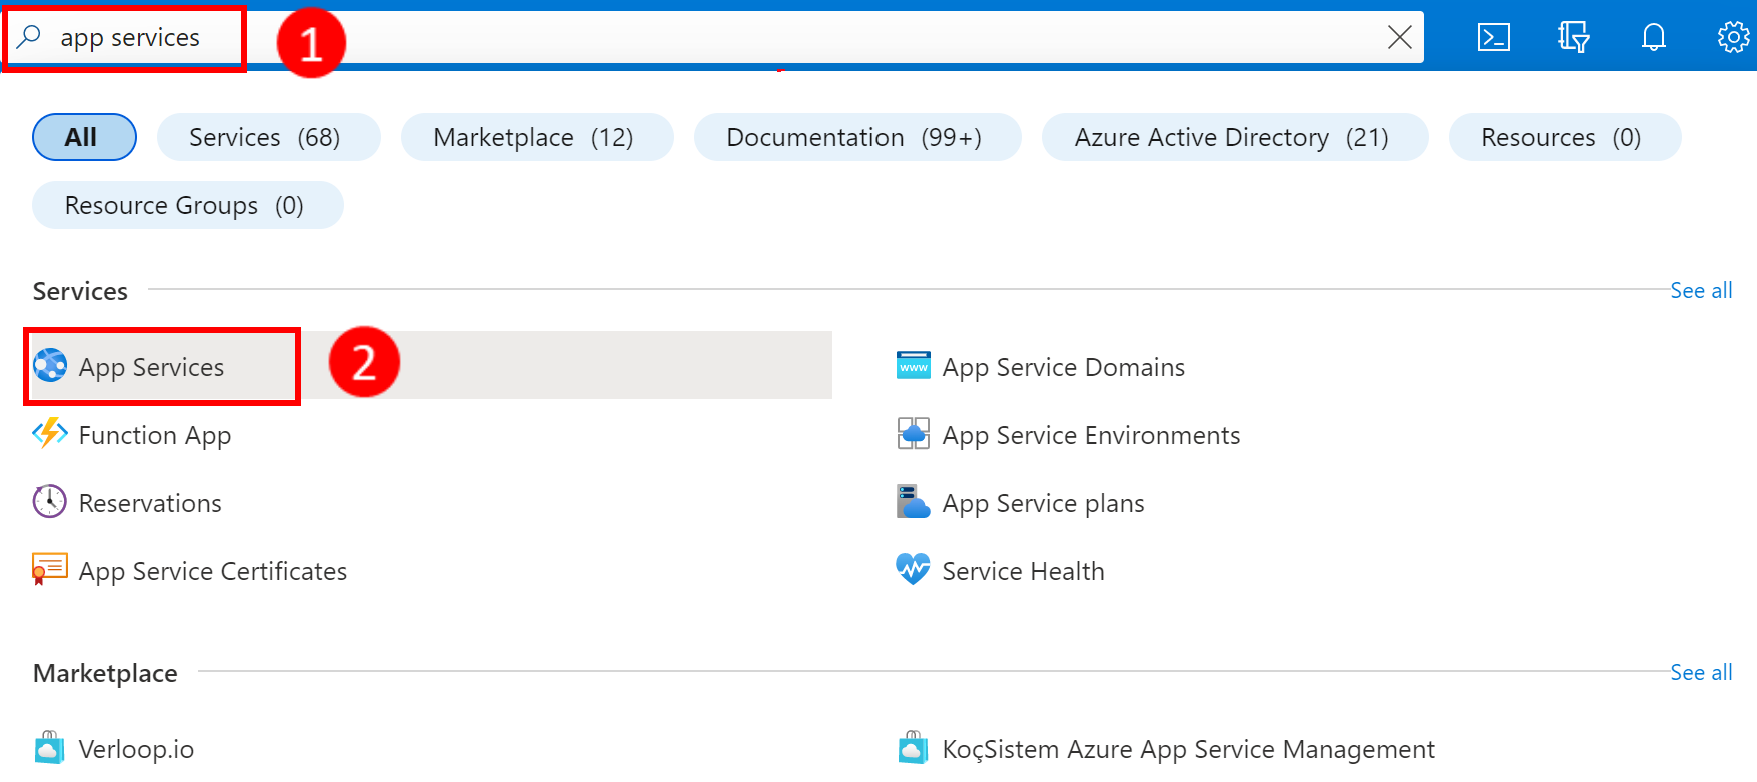 app services 1
All Services (68) Marketplace (12) Documentation (99+) Azure Active Directory (21) Resources (0)
Resource Groups (0)
Services See all
App Services 2 App Service Domains
www
Function App App Service Environments
Reservations App Service plans
App Service Certificates Service Health
Marketplace See all
Verloop.io KoçSistem Azure App Service Management